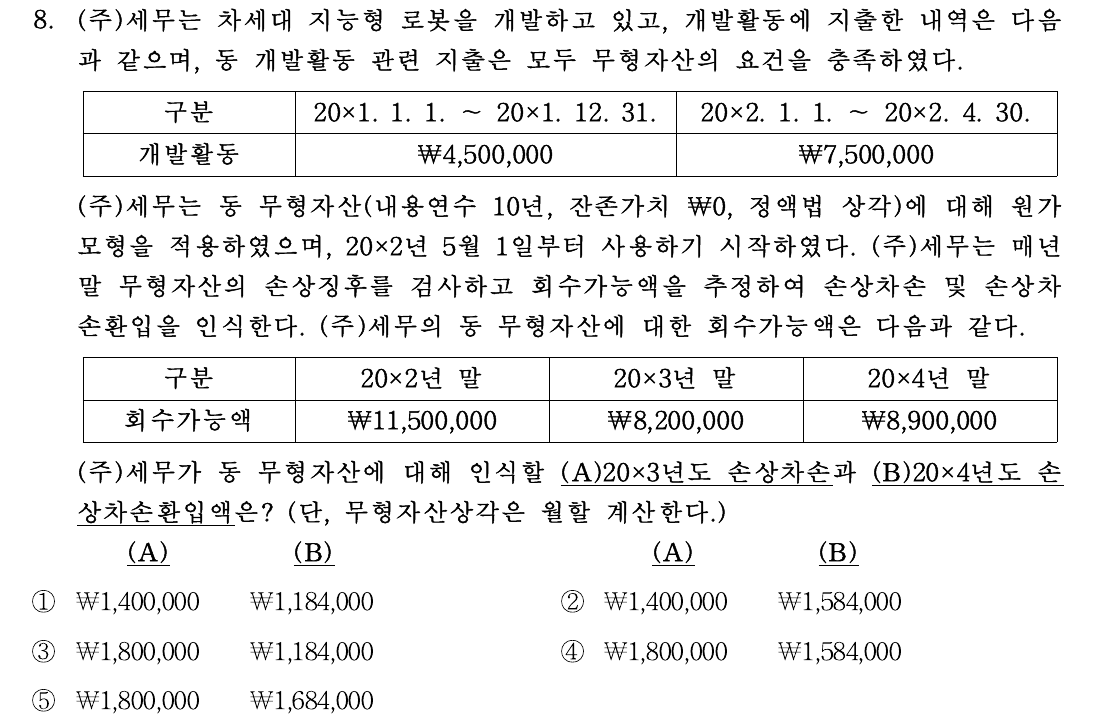 8. (주)세무는 차세대 지능형 로봇을 개발하고 있고, 개발활동에 지출한 내역은 다음
과 같으며, 동 개발활동 관련 지출은 모두 무형자산의 요건을 충족하였다.
구분 20×1. 1. 1. ~ 20×1. 12. 31. 20×2. 1. 1. ~ 20×2. 4. 30.
개발활동 ₩4,500,000 ₩7,500,000
(주)세무는 동 무형자산(내용연수 10년, 잔존가치 ₩0, 정액법 상각)에 대해 원가
모형을 적용하였으며, 20×2년 5월 1일부터 사용하기 시작하였다. (주)세무는 매년
말 무형자산의 손상징후를 검사하고 회수가능액을 추정하여 손상차손 및 손상차
손환입을 인식한다. (주)세무의 동 무형자산에 대한 회수가능액은 다음과 같다.
구분 20×2년 말 20×3년 말 20×4년 말
회수가능액 ₩11,500,000 ₩8,200,000 ₩8,900,000
(주)세무가 동 무형자산에 대해 인식할 (A)20×3년도 손상차손과 (B)20×4년도 손
상차손환입액은? (단, 무형자산상각은 월할 계산한다.)
(A) (B) (A) (B)
① ₩1,400,000 ₩1,184,000 ② ₩1,400,000 ₩1,584,000
③ ₩1,800,000 ₩1,184,000 ④ ₩1,800,000 ₩1,584,000
⑤ ₩1,800,000 ₩1,684,000